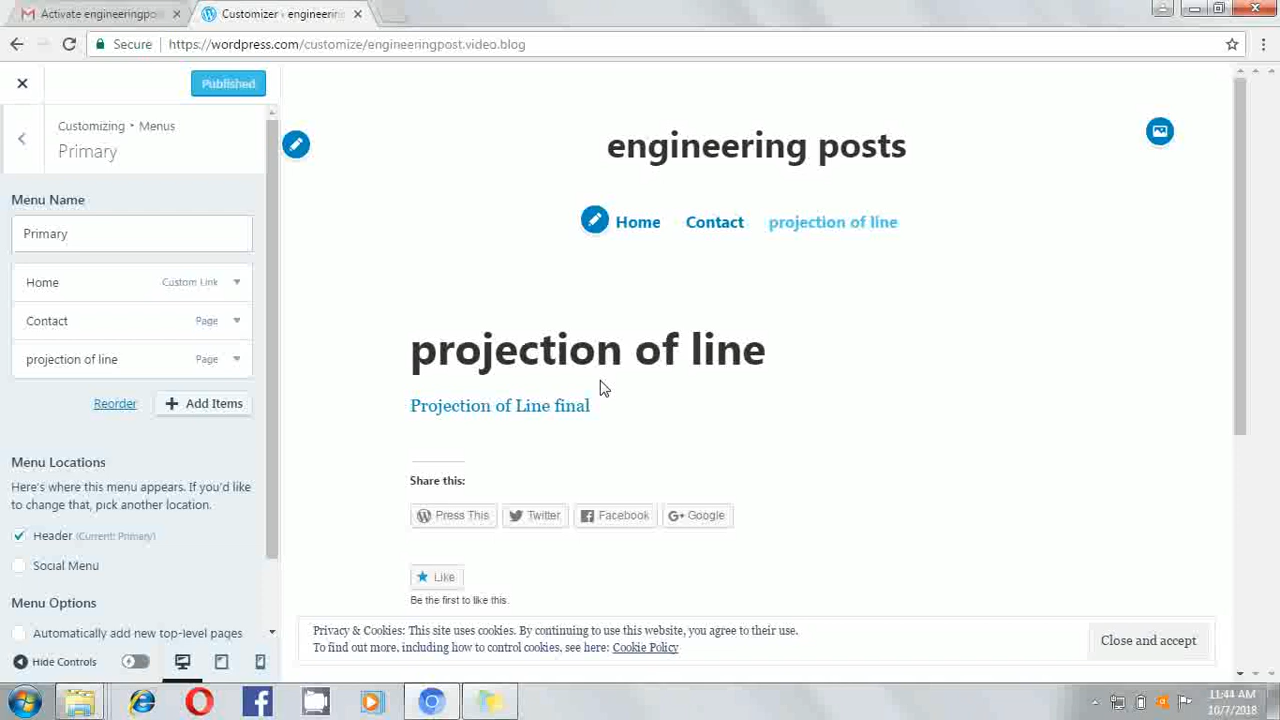 Activate engineeringpo
Customizer ‹ engineerin
Secure https://wordpress.com/customize/engineeringpost.video.blog
Published
Customizing ‣ Menus
Primary
Menu Name
Primary
Home Custom Link
Contact Page
projection of line Page
Reorder + Add Items
Menu Locations
Here's where this menu appears. If you'd like
to change that, pick another location.
Header (Current: Primary)
Social Menu
Menu Options
Automatically add new top-level pages
Hide Controls
engineering posts
Home Contact projection of line
projection of line
Projection of Line final
Share this:
Press This Twitter Facebook G+ Google
Like
Be the first to like this.
Privacy & Cookies: This site uses cookies. By continuing to use this website, you agree to their use.
To find out more, including how to control cookies, see here: Cookie Policy
Close and accept
11:44 AM
10/7/2018